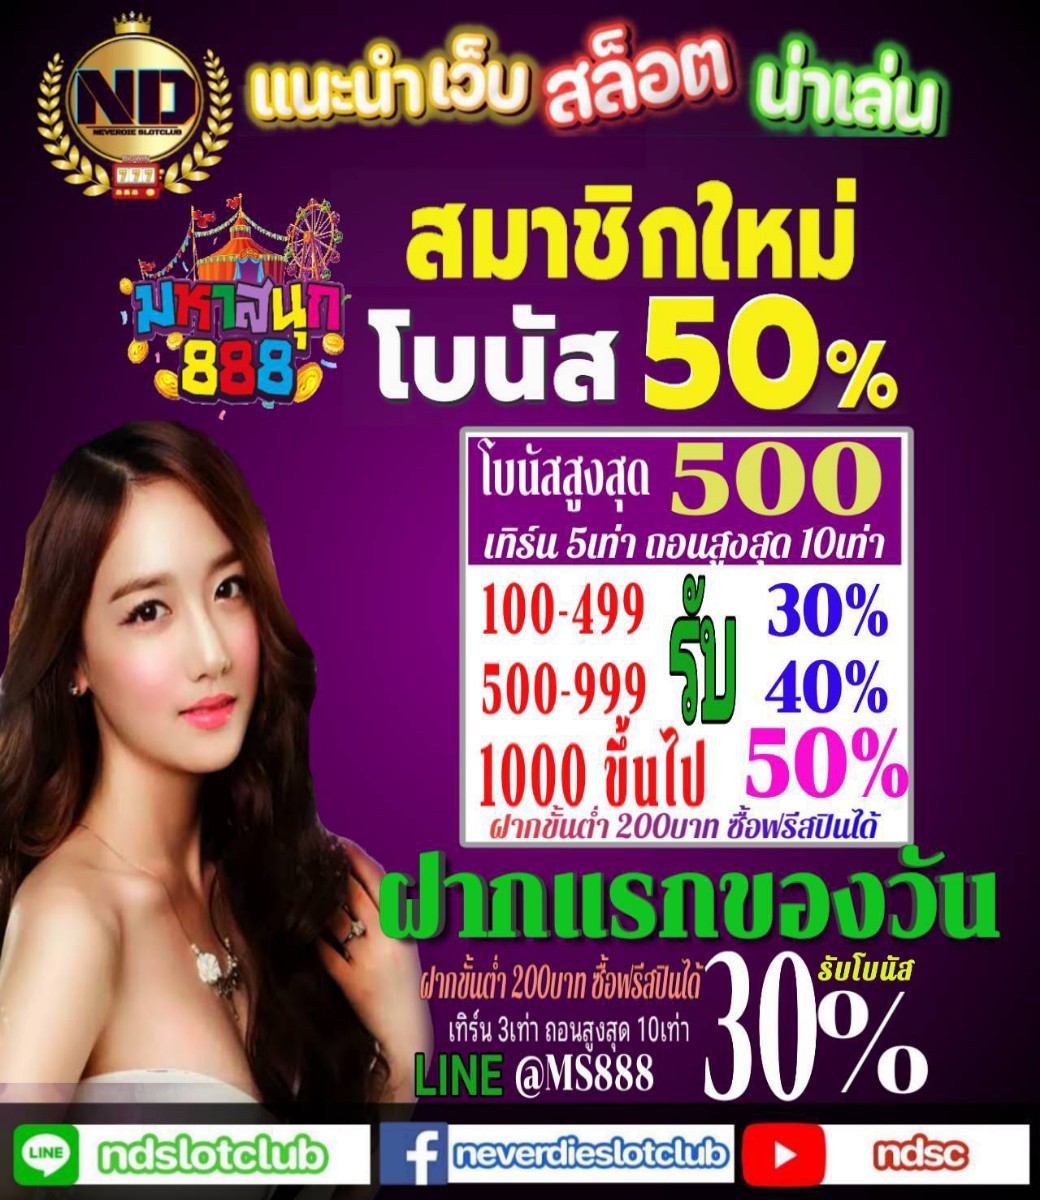 ND
NEVERDIE SLOTCLUB
777
แนะนำเว็บ สล็อต น่าเล่น
มหาสนุก
888
สมาชิกใหม่
โบนัส 50%
โบนัสสูงสุด 500
เทิร์น 5เท่า ถอนสูงสุด 10เท่า
100-499 รับ 30%
500-999 40%
1000 ขึ้นไป 50%
ฝากขั้นต่ำ 200บาท ซื้อฟรีสปินได้
ฝากแรกของวัน
ฝากขั้นต่ำ 200บาท ซื้อฟรีสปินได้
เทิร์น 3เท่า ถอนสูงสุด 10เท่า
รับโบนัส
30%
LINE @MS888
LINE ndslotclub
neverdieslotclub
ndsc